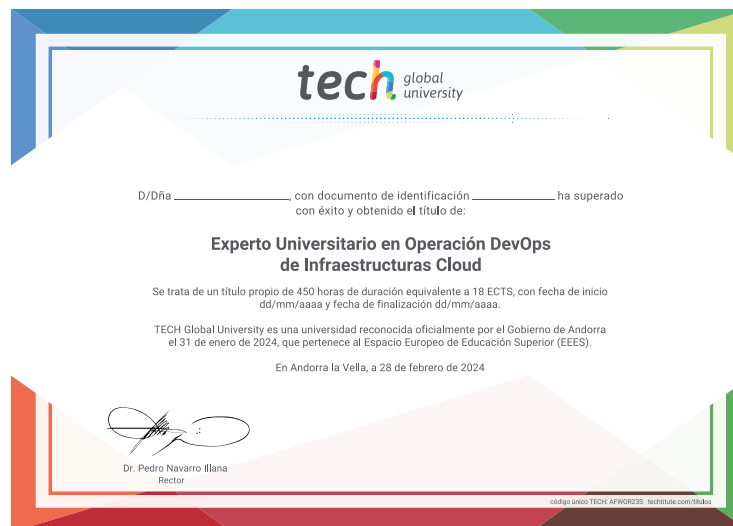 tech global
university
D/Dña ________________, con documento de identificación ____________ ha superado
con éxito y obtenido el título de:
Experto Universitario en Operación DevOps
de Infraestructuras Cloud
Se trata de un título propio de 450 horas de duración equivalente a 18 ECTS, con fecha de inicio
dd/mm/aaaa y fecha de finalización dd/mm/aaaa.
TECH Global University es una universidad reconocida oficialmente por el Gobierno de Andorra
el 31 de enero de 2024, que pertenece al Espacio Europeo de Educación Superior (EEES).
En Andorra la Vella, a 28 de febrero de 2024
Dr. Pedro Navarro Illana
Rector
código único TECH: AFWOR23S techtitute.com/titulos